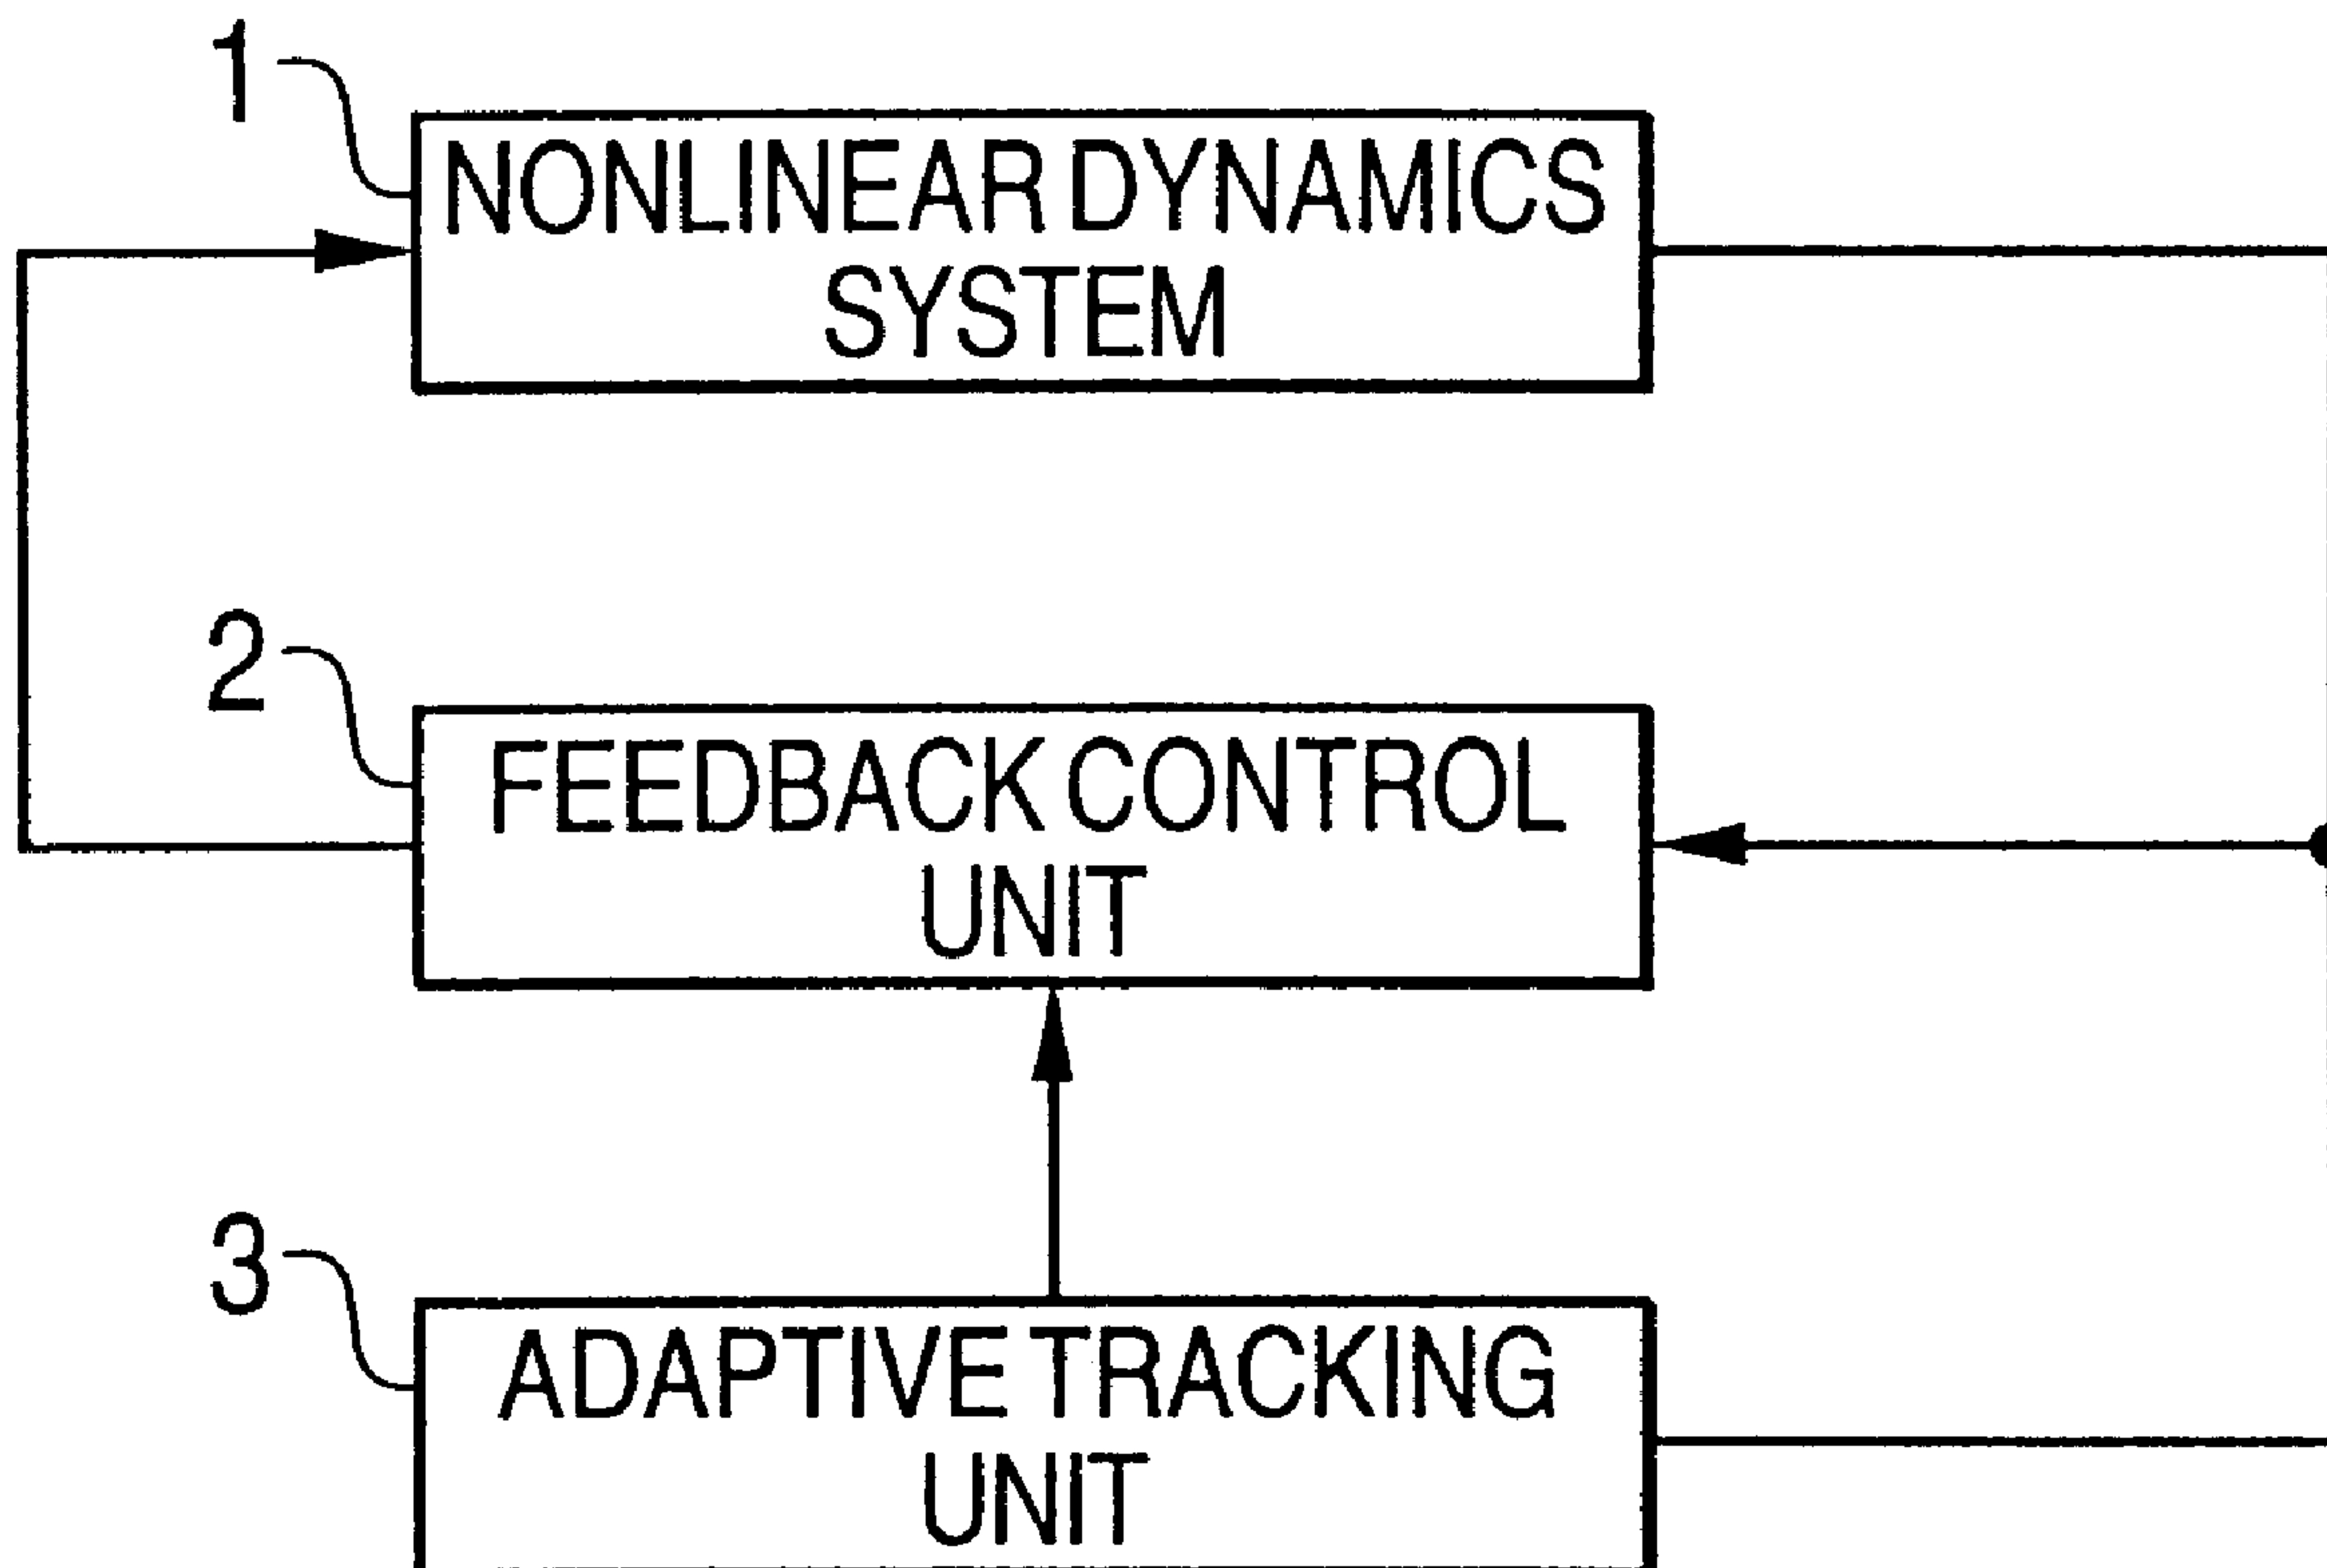 1
NONLINEAR DYNAMICS
SYSTEM
2
FEEDBACK CONTROL
UNIT
3
ADAPTIVE TRACKING
UNIT